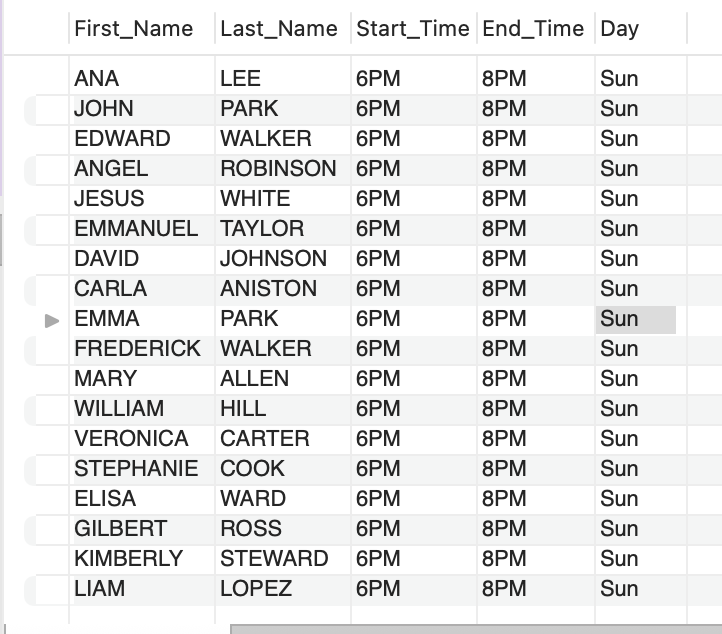 First_Name Last_Name Start_Time End_Time Day
ANA LEE 6PM 8PM Sun
JOHN PARK 6PM 8PM Sun
EDWARD WALKER 6PM 8PM Sun
ANGEL ROBINSON 6PM 8PM Sun
JESUS WHITE 6PM 8PM Sun
EMMANUEL TAYLOR 6PM 8PM Sun
DAVID JOHNSON 6PM 8PM Sun
CARLA ANISTON 6PM 8PM Sun
EMMA PARK 6PM 8PM Sun
FREDERICK WALKER 6PM 8PM Sun
MARY ALLEN 6PM 8PM Sun
WILLIAM HILL 6PM 8PM Sun
VERONICA CARTER 6PM 8PM Sun
STEPHANIE COOK 6PM 8PM Sun
ELISA WARD 6PM 8PM Sun
GILBERT ROSS 6PM 8PM Sun
KIMBERLY STEWARD 6PM 8PM Sun
LIAM LOPEZ 6PM 8PM Sun